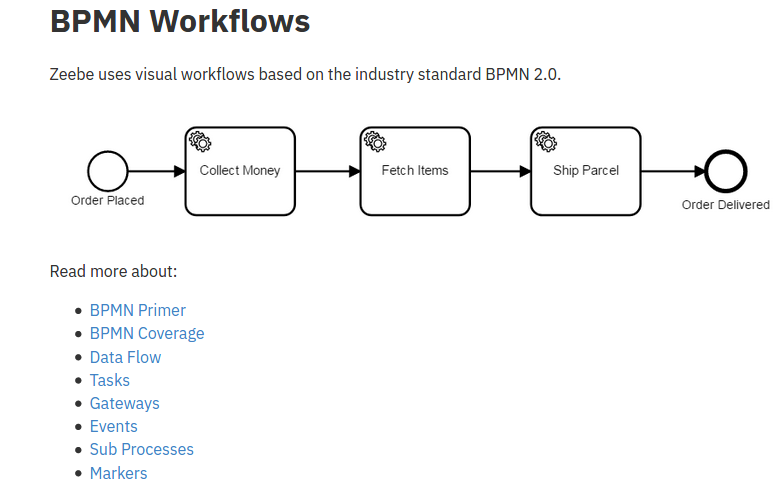 BPMN Workflows
Zeebe uses visual workflows based on the industry standard BPMN 2.0.
Collect Money
Fetch Items
Ship Parcel
Order Placed
Order Delivered
Read more about:
BPMN Primer
BPMN Coverage
Data Flow
Tasks
Gateways
Events
Sub Processes
Markers